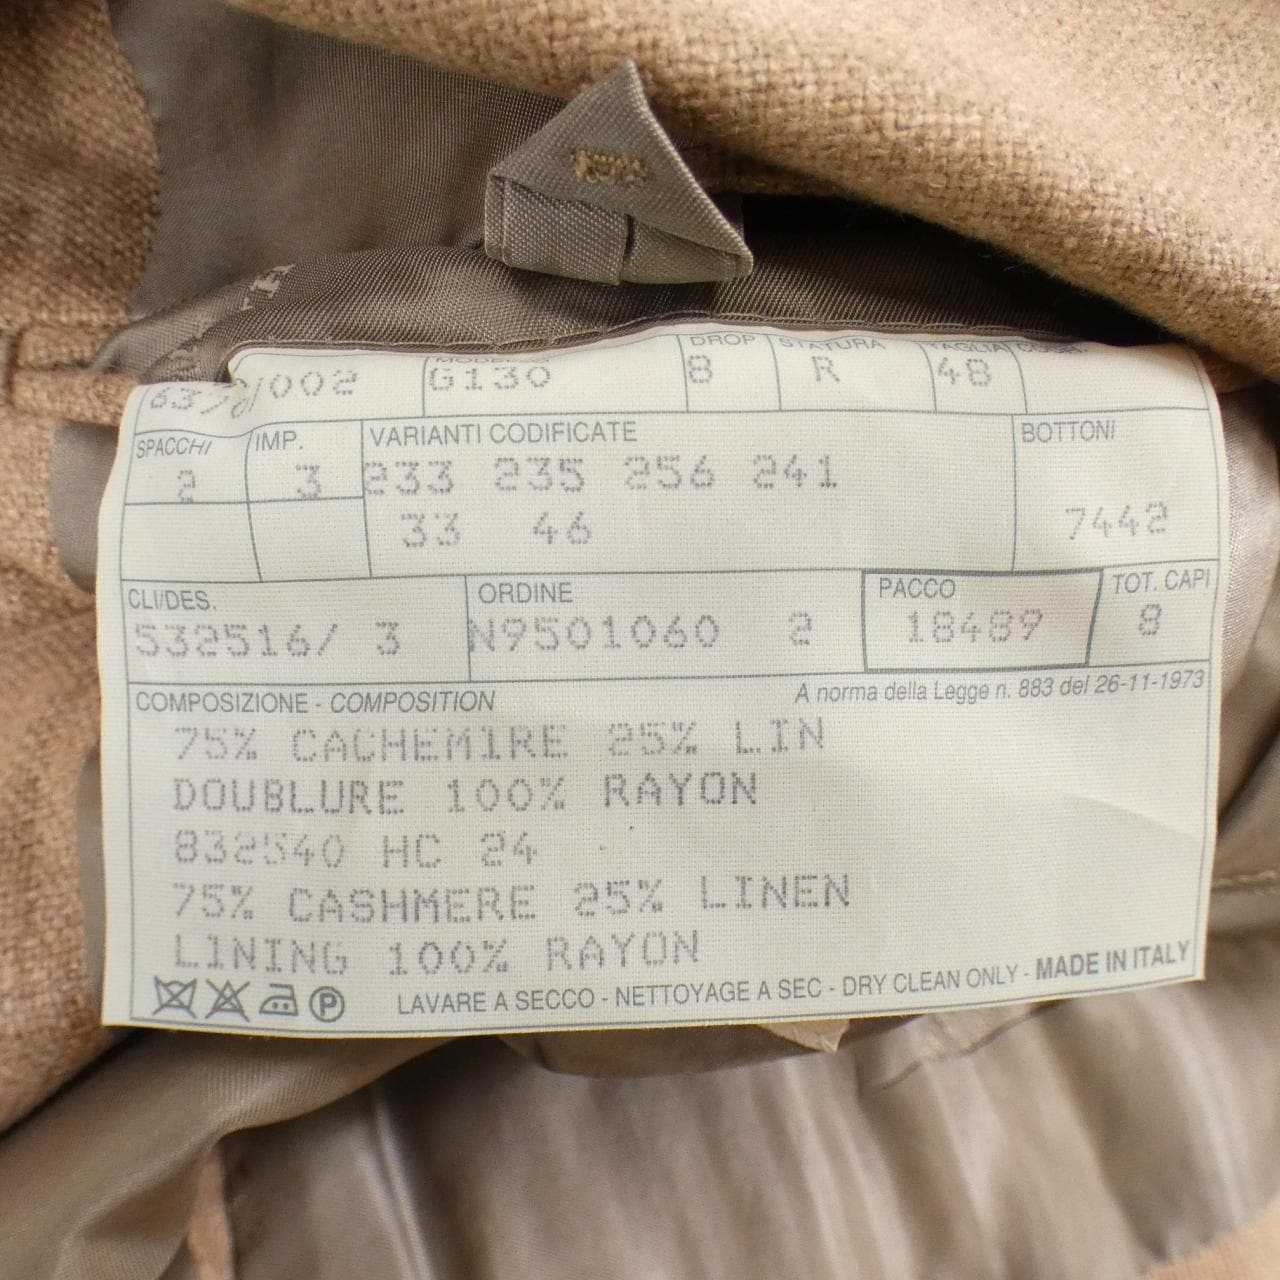 MODELLO DROP STATURA TAGLIA
/002 G130 8 R 48
SPACCHI IMP. VARIANTI CODIFICATE BOTTONI
2 3 233 235 256 241
33 46 7442
CLI/DES. ORDINE PACCO TOT. CAPI
532516/ 3 N9501060 2 18489 8
COMPOSIZIONE - COMPOSITION A norma della Legge n. 883 del 26-11-1973
75% CACHEMIRE 25% LIN
DOUBLURE 100% RAYON
832540 HC 24
75% CASHMERE 25% LINEN
LINING 100% RAYON
P LAVARE A SECCO - NETTOYAGE A SEC - DRY CLEAN ONLY - MADE IN ITALY